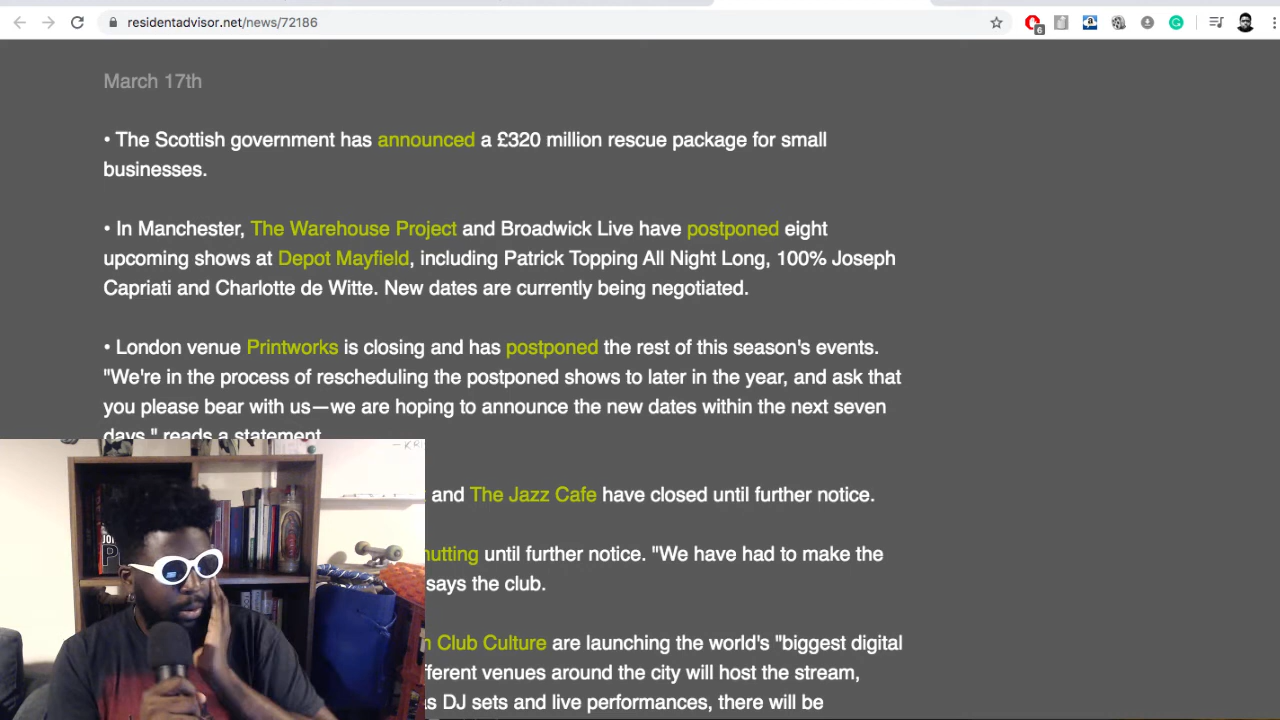 residentadvisor.net/news/72186
6
a
March 17th
• The Scottish government has announced a £320 million rescue package for small
businesses.
• In Manchester, The Warehouse Project and Broadwick Live have postponed eight
upcoming shows at Depot Mayfield, including Patrick Topping All Night Long, 100% Joseph
Capriati and Charlotte de Witte. New dates are currently being negotiated.
• London venue Printworks is closing and has postponed the rest of this season's events.
"We're in the process of rescheduling the postponed shows to later in the year, and ask that
you please bear with us—we are hoping to announce the new dates within the next seven
days," reads a statement.
and The Jazz Cafe have closed until further notice.
until further notice. "We have had to make the
says the club.
Club Culture are launching the world's "biggest digital
venues around the city will host the stream,
DJ sets and live performances, there will be